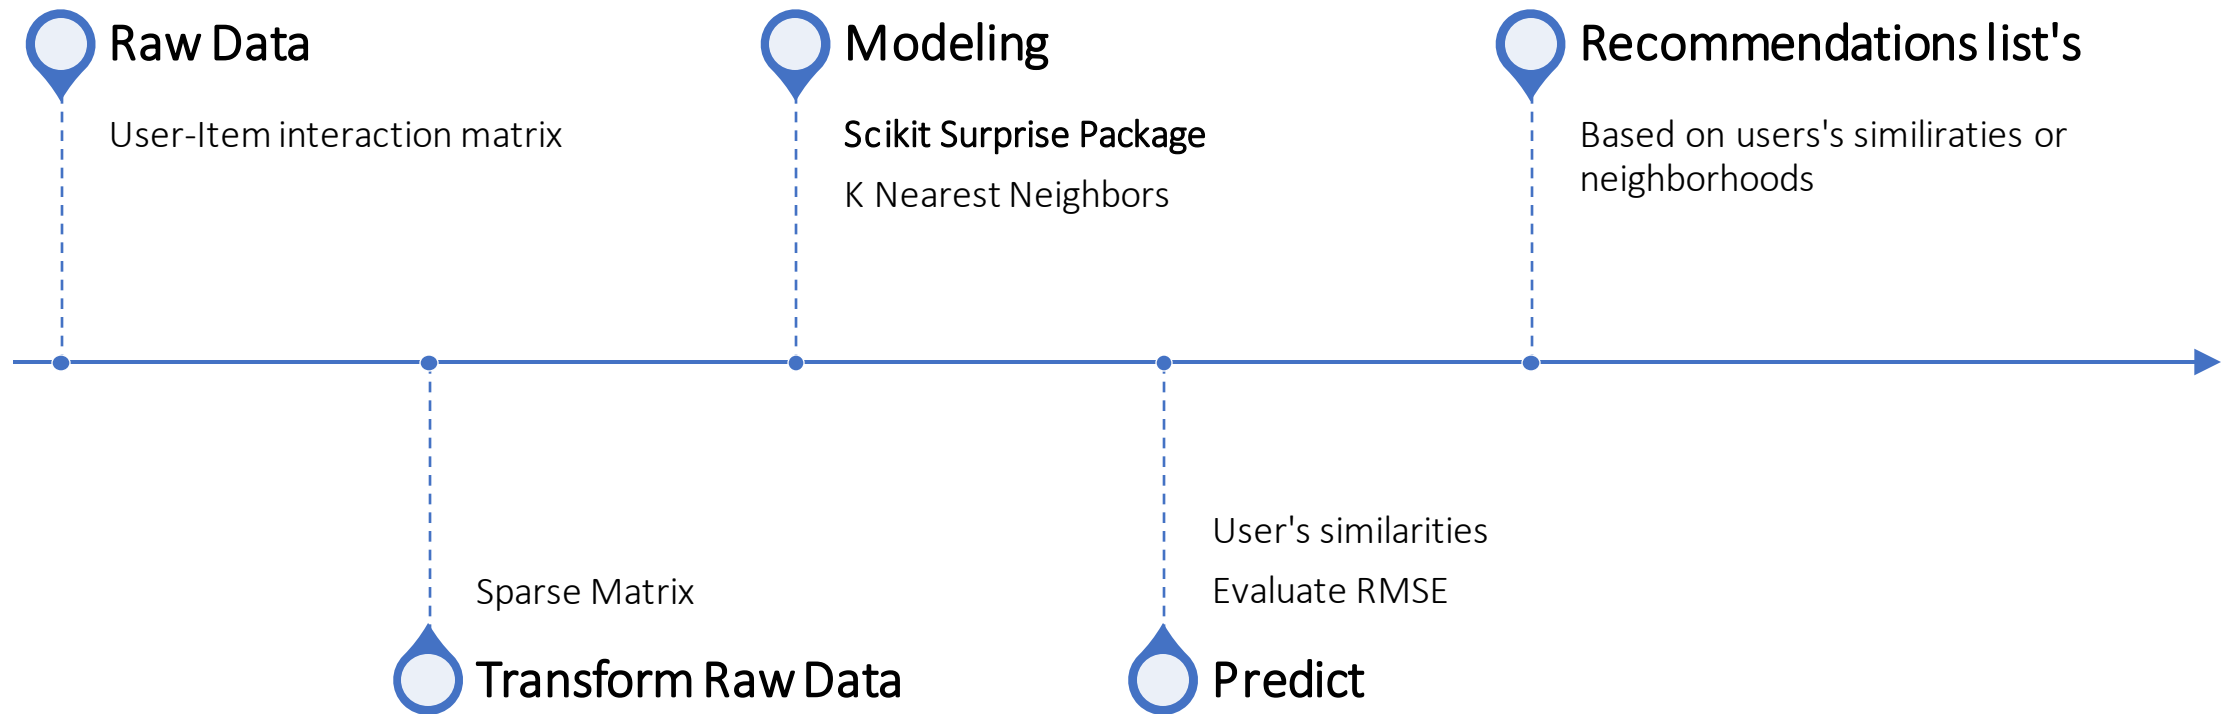 Raw Data
User-Item interaction matrix
Modeling
Scikit Surprise Package
K Nearest Neighbors
Recommendations list's
Based on users's similiraties or
neighborhoods
Sparse Matrix
Transform Raw Data
User's similarities
Evaluate RMSE
Predict